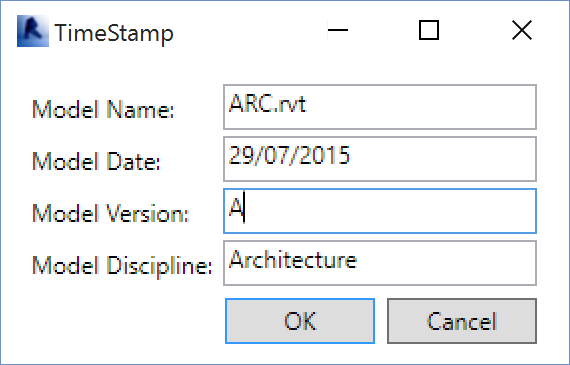 TimeStamp
Model Name: ARC.rvt
Model Date: 29/07/2015
Model Version: A
Model Discipline: Architecture
OK Cancel